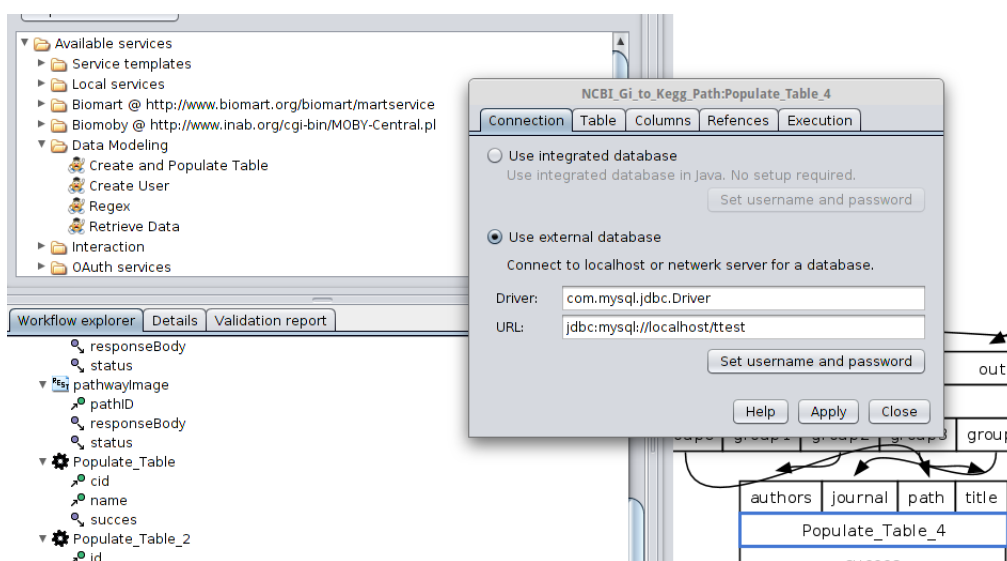 Available services
Service templates
Local services
Biomart @ http://www.biomart.org/biomart/martservice
Biomoby @ http://www.inab.org/cgi-bin/MOBY-Central.pl
Data Modeling
Create and Populate Table
Create User
Regex
Retrieve Data
Interaction
OAuth services
Workflow explorer Details Validation report
responseBody
status
REST pathwayImage
pathID
responseBody
status
Populate_Table
cid
name
succes
Populate_Table_2
id
NCBI_Gi_to_Kegg_Path:Populate_Table_4
Connection Table Columns Refences Execution
Use integrated database
Use integrated database in Java. No setup required.
Set username and password
Use external database
Connect to localhost or netwerk server for a database.
Driver: com.mysql.jdbc.Driver
URL: jdbc:mysql://localhost/ttest
Set username and password
Help Apply Close
out
group1 group2 group3 grou
authors journal path title
Populate_Table_4